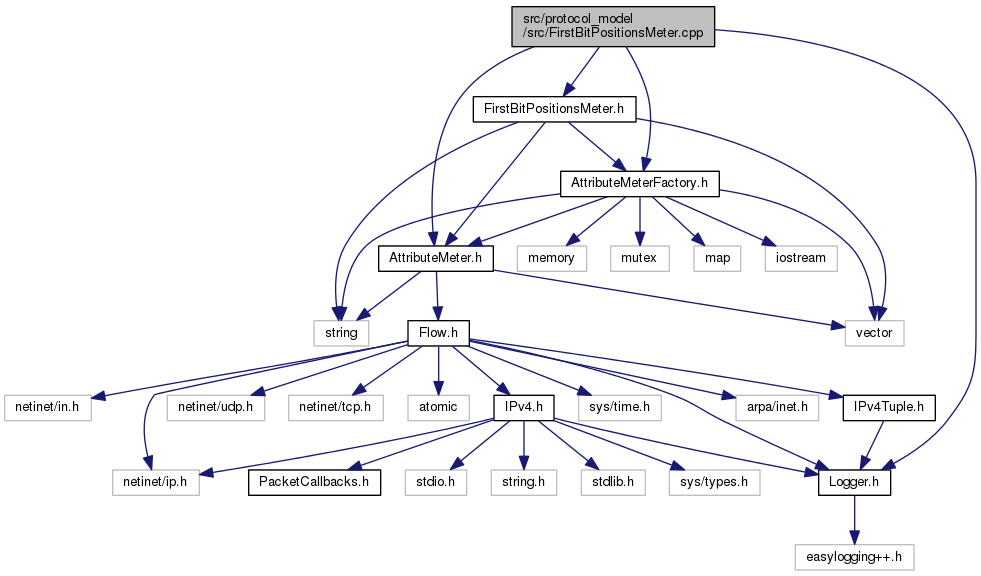 src/protocol_model
/src/FirstBitPositionsMeter.cpp
FirstBitPositionsMeter.h
AttributeMeterFactory.h
AttributeMeter.h
memory
mutex
map
iostream
string
Flow.h
vector
netinet/in.h
netinet/udp.h
netinet/tcp.h
atomic
IPv4.h
sys/time.h
arpa/inet.h
IPv4Tuple.h
netinet/ip.h
PacketCallbacks.h
stdio.h
string.h
stdlib.h
sys/types.h
Logger.h
easylogging++.h